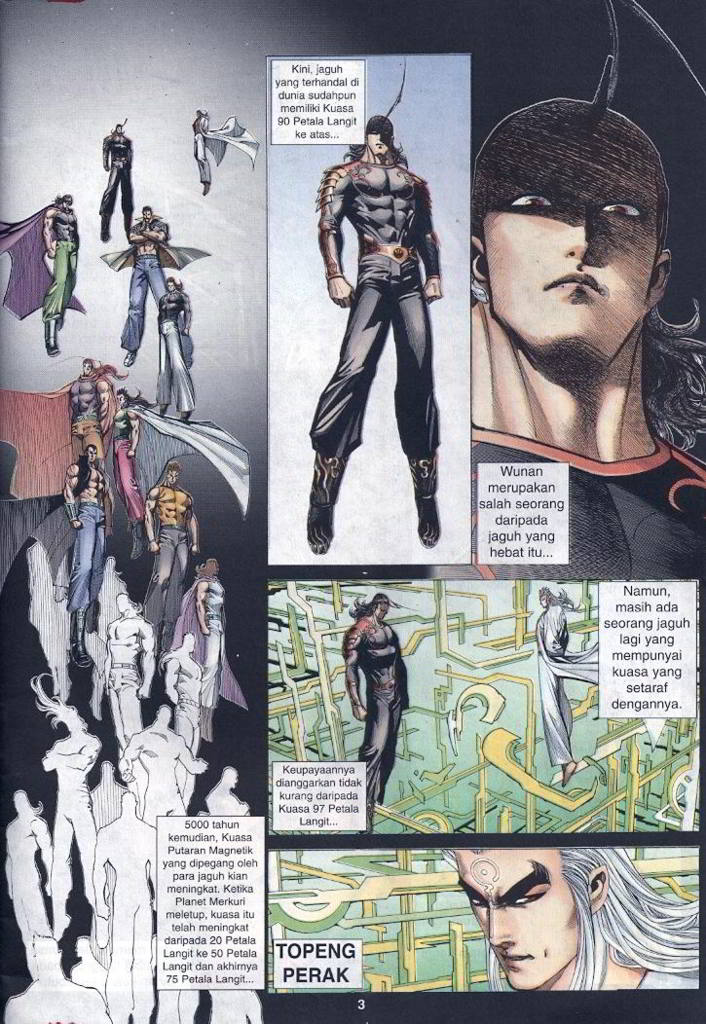 5000 tahun
kemudian, Kuasa
Putaran Magnetik
yang dipegang oleh
para jaguh kian
meningkat. Ketika
Planet Merkuri
meletup, kuasa itu
telah meningkat
daripada 20 Petala
Langit ke 50 Petala
Langit dan akhirnya
75 Petala Langit...
Kini, jaguh
yang terhandal di
dunia sudahpun
memiliki Kuasa
90 Petala Langit
ke atas...
Wunan
merupakan
salah seorang
daripada
jaguh yang
hebat itu...
Keupayaannya
dianggarkan tidak
kurang daripada
Kuasa 97 Petala
Langit...
Namun,
masih ada
seorang jaguh
lagi yang
mempunyai
kuasa yang
setaraf
dengannya.
TOPENG
PERAK
3